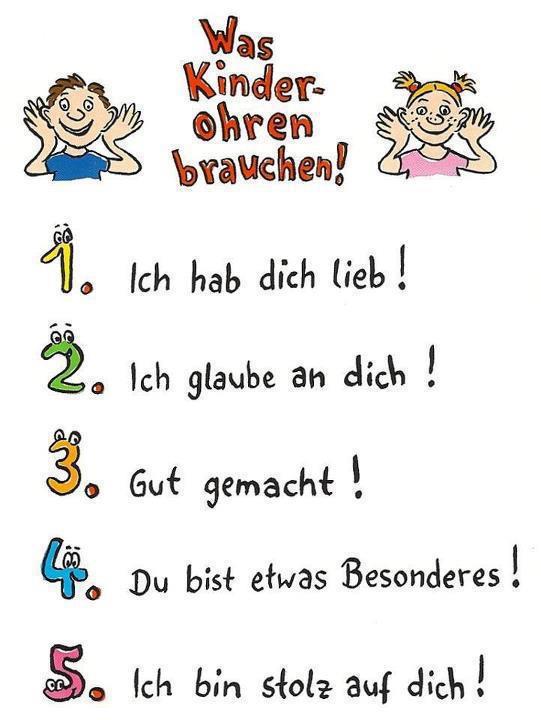 Was
Kinder-
ohren
brauchen!
1. Ich hab dich lieb!
2. Ich glaube an dich!
3. Gut gemacht!
4. Du bist etwas Besonderes!
5. Ich bin stolz auf dich!